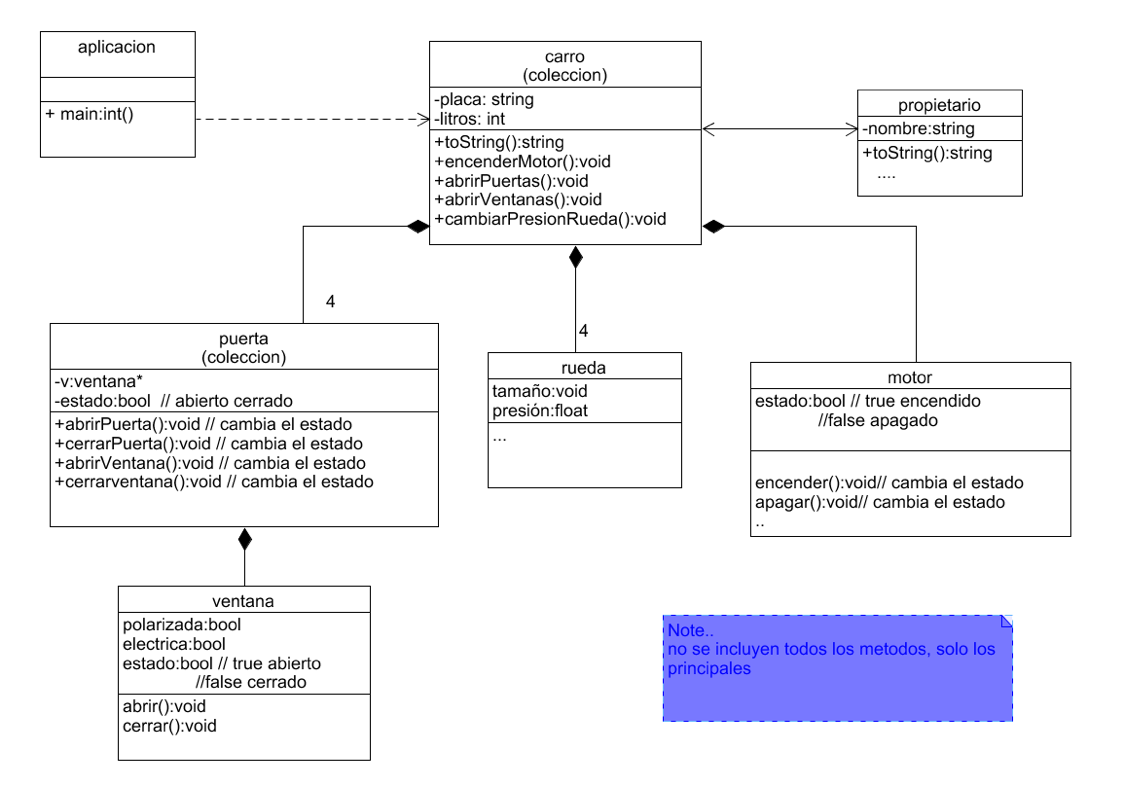 aplicacion
+ main:int()
carro
(coleccion)
-placa: string
-litros: int
+toString():string
+encenderMotor():void
+abrirPuertas():void
+abrirVentanas():void
+cambiarPresionRueda():void
propietario
-nombre:string
+toString():string
....
4
4
puerta
(coleccion)
-v:ventana*
-estado:bool  // abierto cerrado
+abrirPuerta():void // cambia el estado
+cerrarPuerta():void // cambia el estado
+abrirVentana():void // cambia el estado
+cerrarventana():void // cambia el estado
rueda
tamaño:void
presión:float
...
motor
estado:bool // true encendido
//false apagado
encender():void// cambia el estado
apagar():void// cambia el estado
..
ventana
polarizada:bool
electrica:bool
estado:bool // true abierto
//false cerrado
abrir():void
cerrar():void
Note..
no se incluyen todos los metodos, solo los
principales